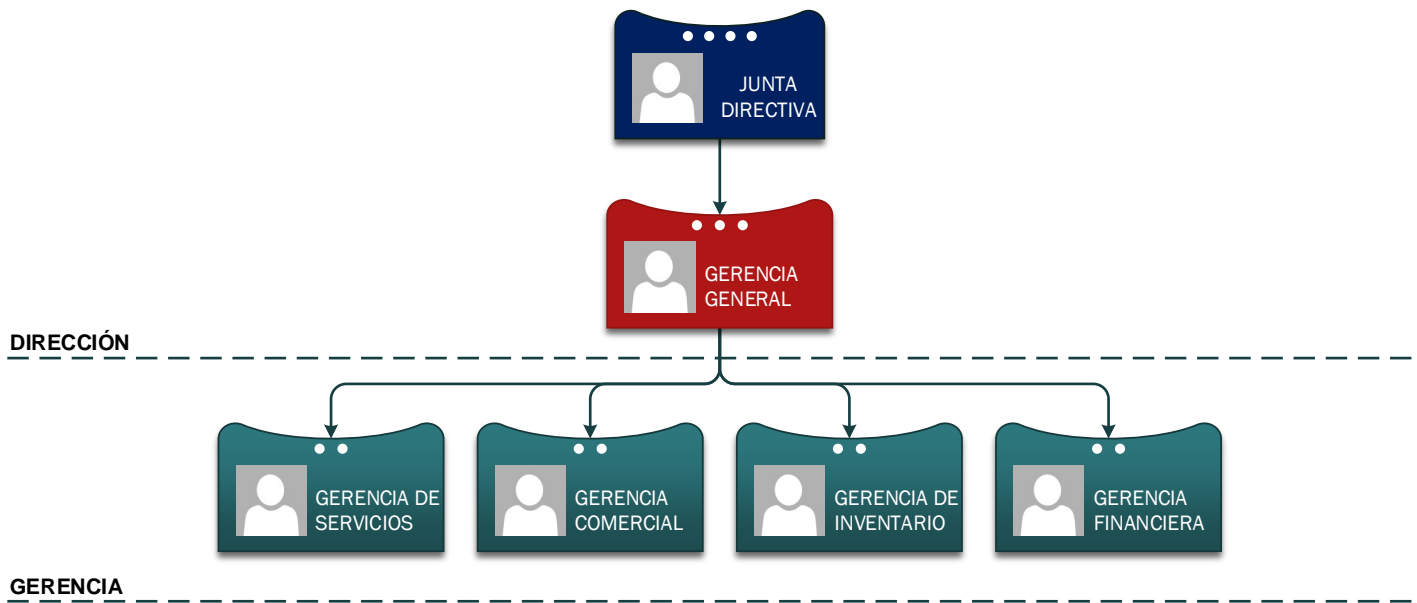 JUNTA
DIRECTIVA
GERENCIA
GENERAL
DIRECCIÓN
GERENCIA DE
SERVICIOS
GERENCIA
COMERCIAL
GERENCIA DE
INVENTARIO
GERENCIA
FINANCIERA
GERENCIA